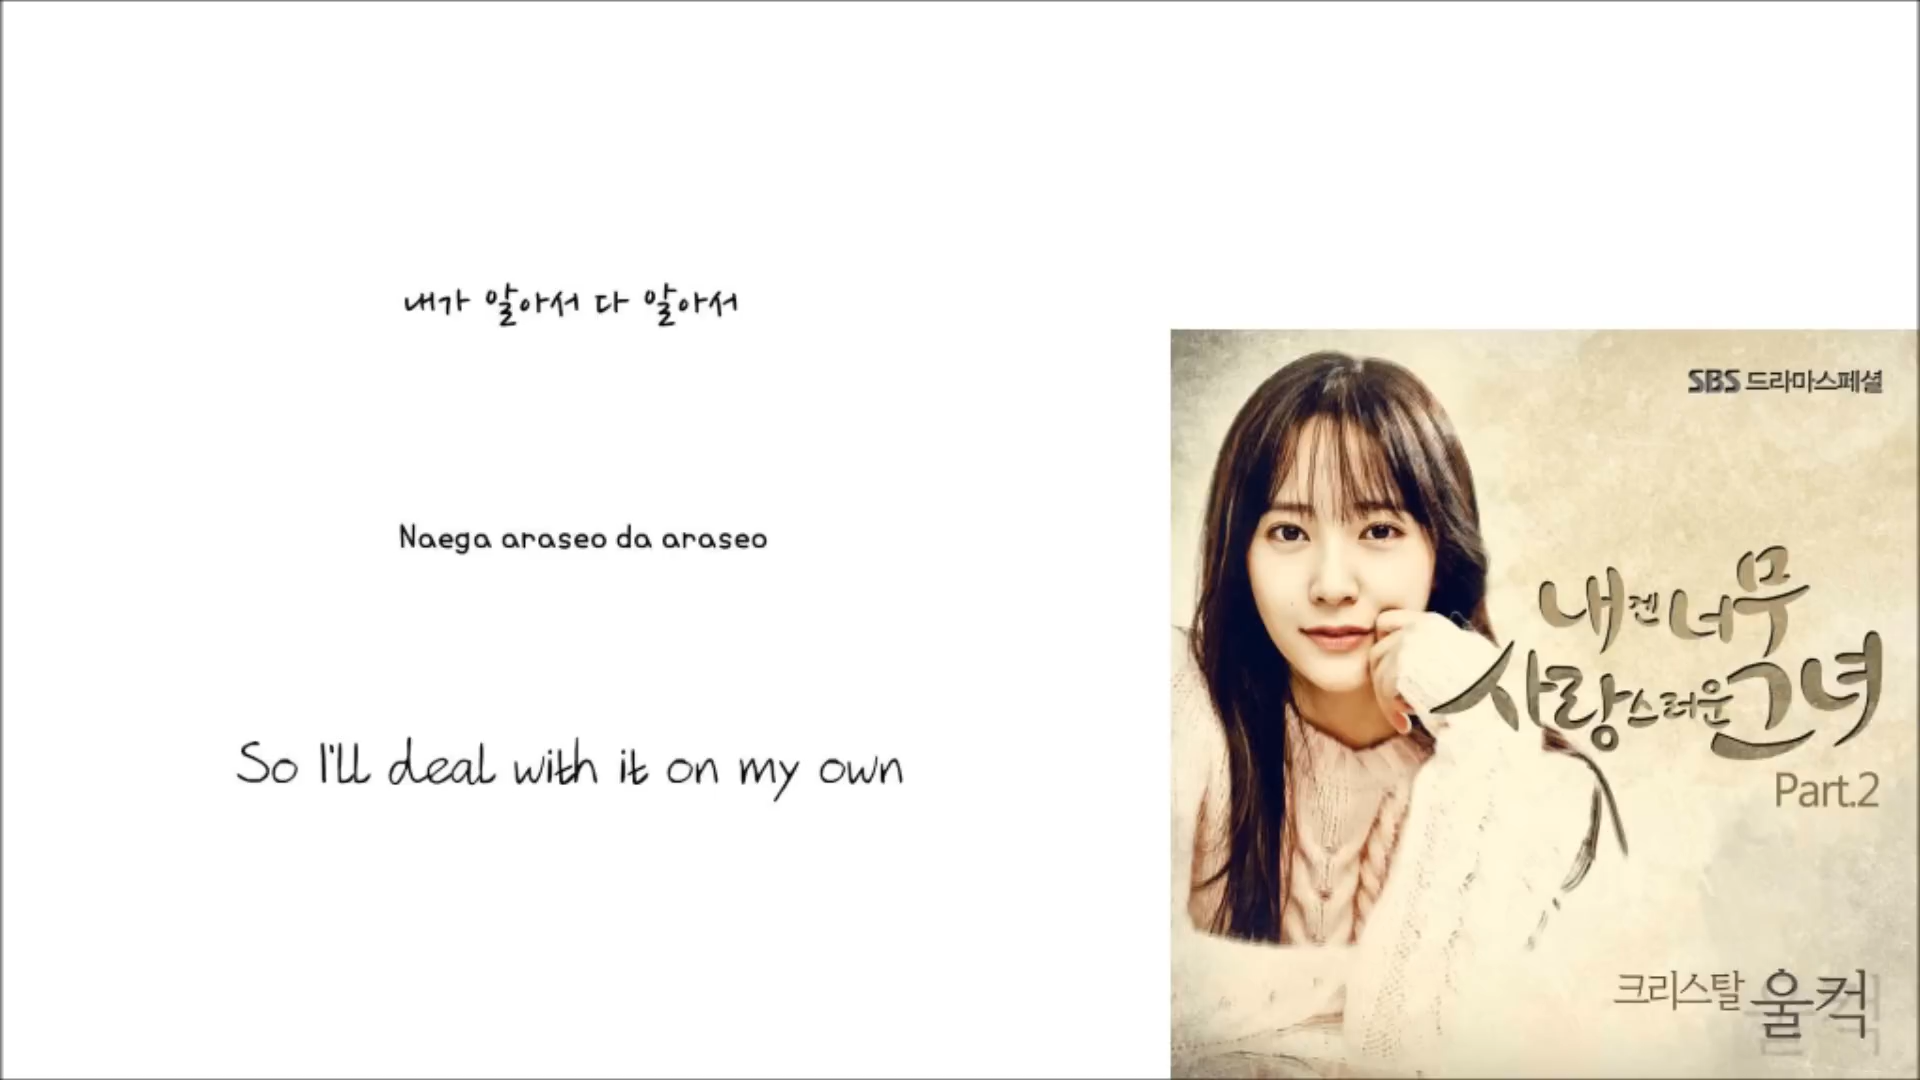 내가 알아서 다 알아서
Naega araseo da araseo
So I'll deal with it on my own
SBS 드라마스페셜
내겐 너무
사랑스러운 그녀
Part.2
크리스탈 울컥